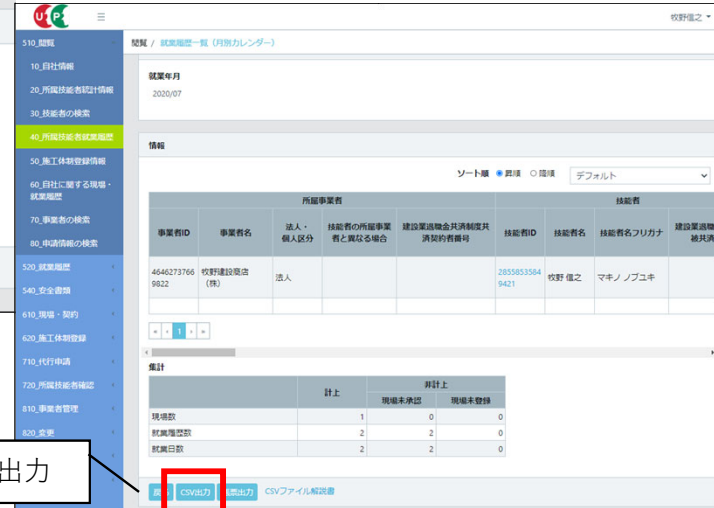 牧野信之
510_閲覧
10_自社情報
20_所属技能者統計情報
30_技能者の検索
40_所属技能者就業履歴
50_施工体制登録情報
60_自社に関する現場・
就業履歴
70_事業者の検索
80_申請情報の検索
520_就業履歴
540_安全書類
610_現場・契約
620_施工体制登録
710_代行申請
720_所属技能者確認
810_事業者管理
820_変更
閲覧 / 就業履歴一覧（月別カレンダー）
就業年月
2020/07
情報
ソート順 昇順 降順 デフォルト
所属事業者 技能者
事業者ID 事業者名 法人・
個人区分 技能者の所属事業
者と異なる場合 建設業退職金共済制度共
済契約者番号 技能者ID 技能者名 技能者名フリガナ 建設業退職
被共済
4646273766
9822 牧野建設商店
（株） 法人 2855853584
9421 牧野 信之 マキノ ノブユキ
« ‹ 1 › »
集計
計上 非計上
現場未承認 現場未登録
現場数 1 0 0
就業履歴数 2 2 0
就業日数 2 2 0
CSV出力 CSVファイル解説書
出力